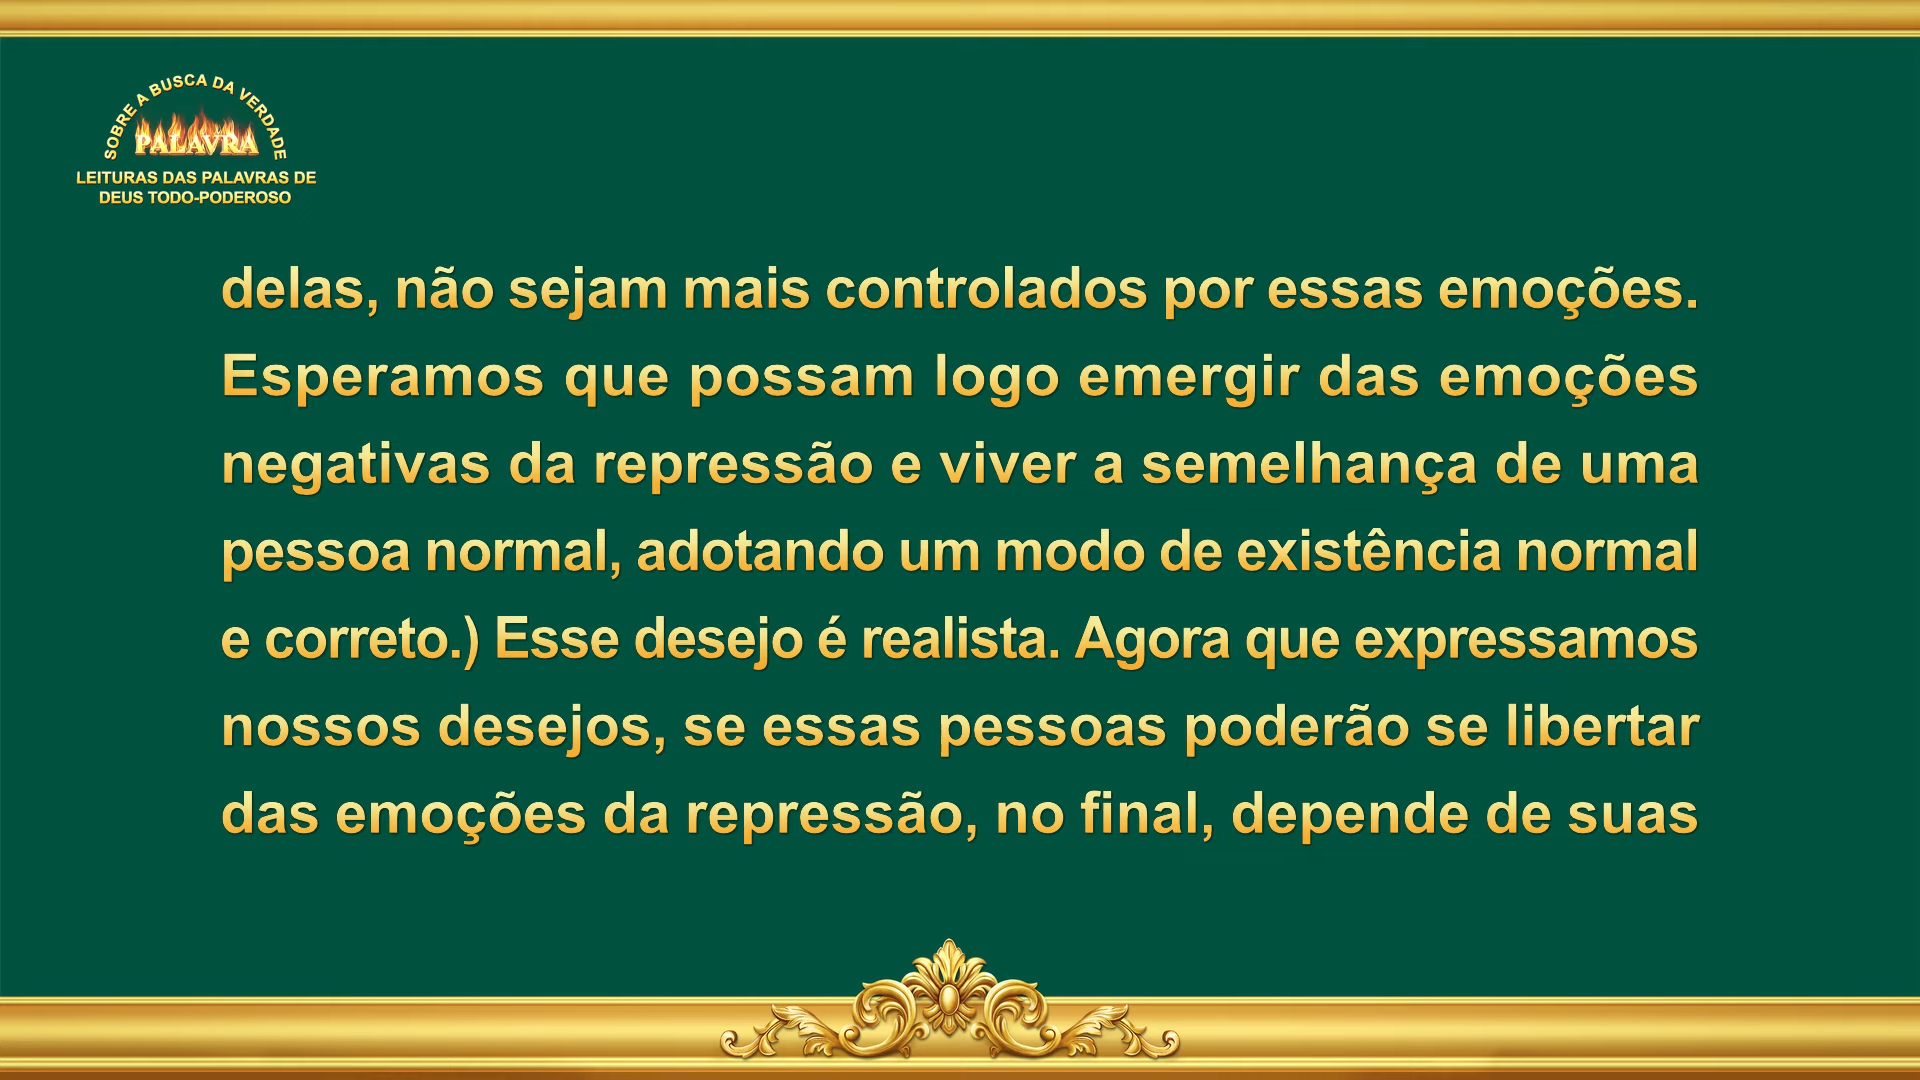 SOBRE A BUSCA DA VERDADE
PALAVRA
LEITURAS DAS PALAVRAS DE
DEUS TODO-PODEROSO
delas, não sejam mais controlados por essas emoções.
Esperamos que possam logo emergir das emoções
negativas da repressão e viver a semelhança de uma
pessoa normal, adotando um modo de existência normal
e correto.) Esse desejo é realista. Agora que expressamos
nossos desejos, se essas pessoas poderão se libertar
das emoções da repressão, no final, depende de suas